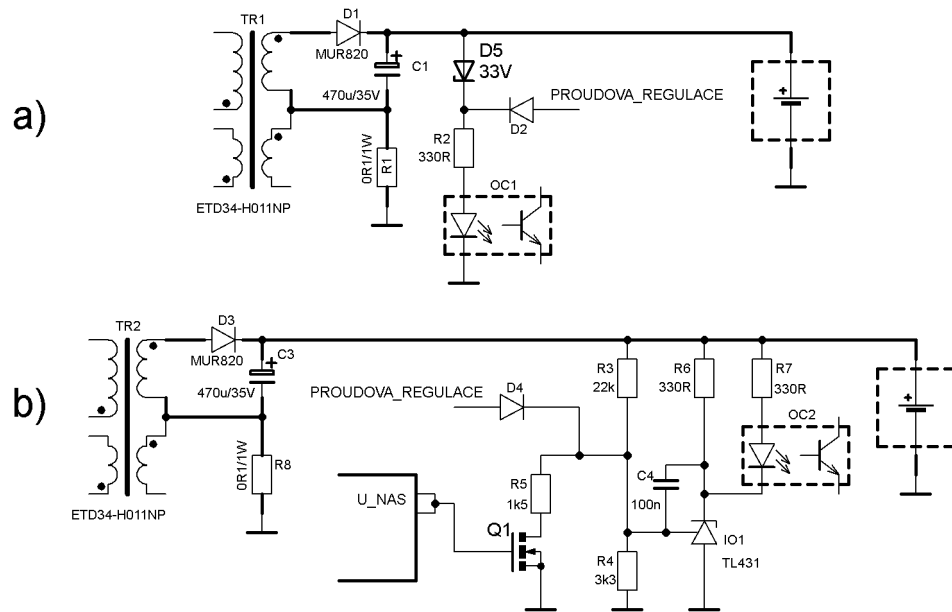 a)
TR1
D1
MUR820
C1
470u/35V
0R1/1W
R1
ETD34-H011NP
D5
33V
D2
PROUDOVA_REGULACE
R2
330R
OC1
b)
TR2
D3
MUR820
C3
470u/35V
0R1/1W
R8
ETD34-H011NP
PROUDOVA_REGULACE
D4
R3
22k
R6
330R
R7
330R
OC2
U_NAS
R5
1k5
Q1
C4
100n
R4
3k3
IO1
TL431